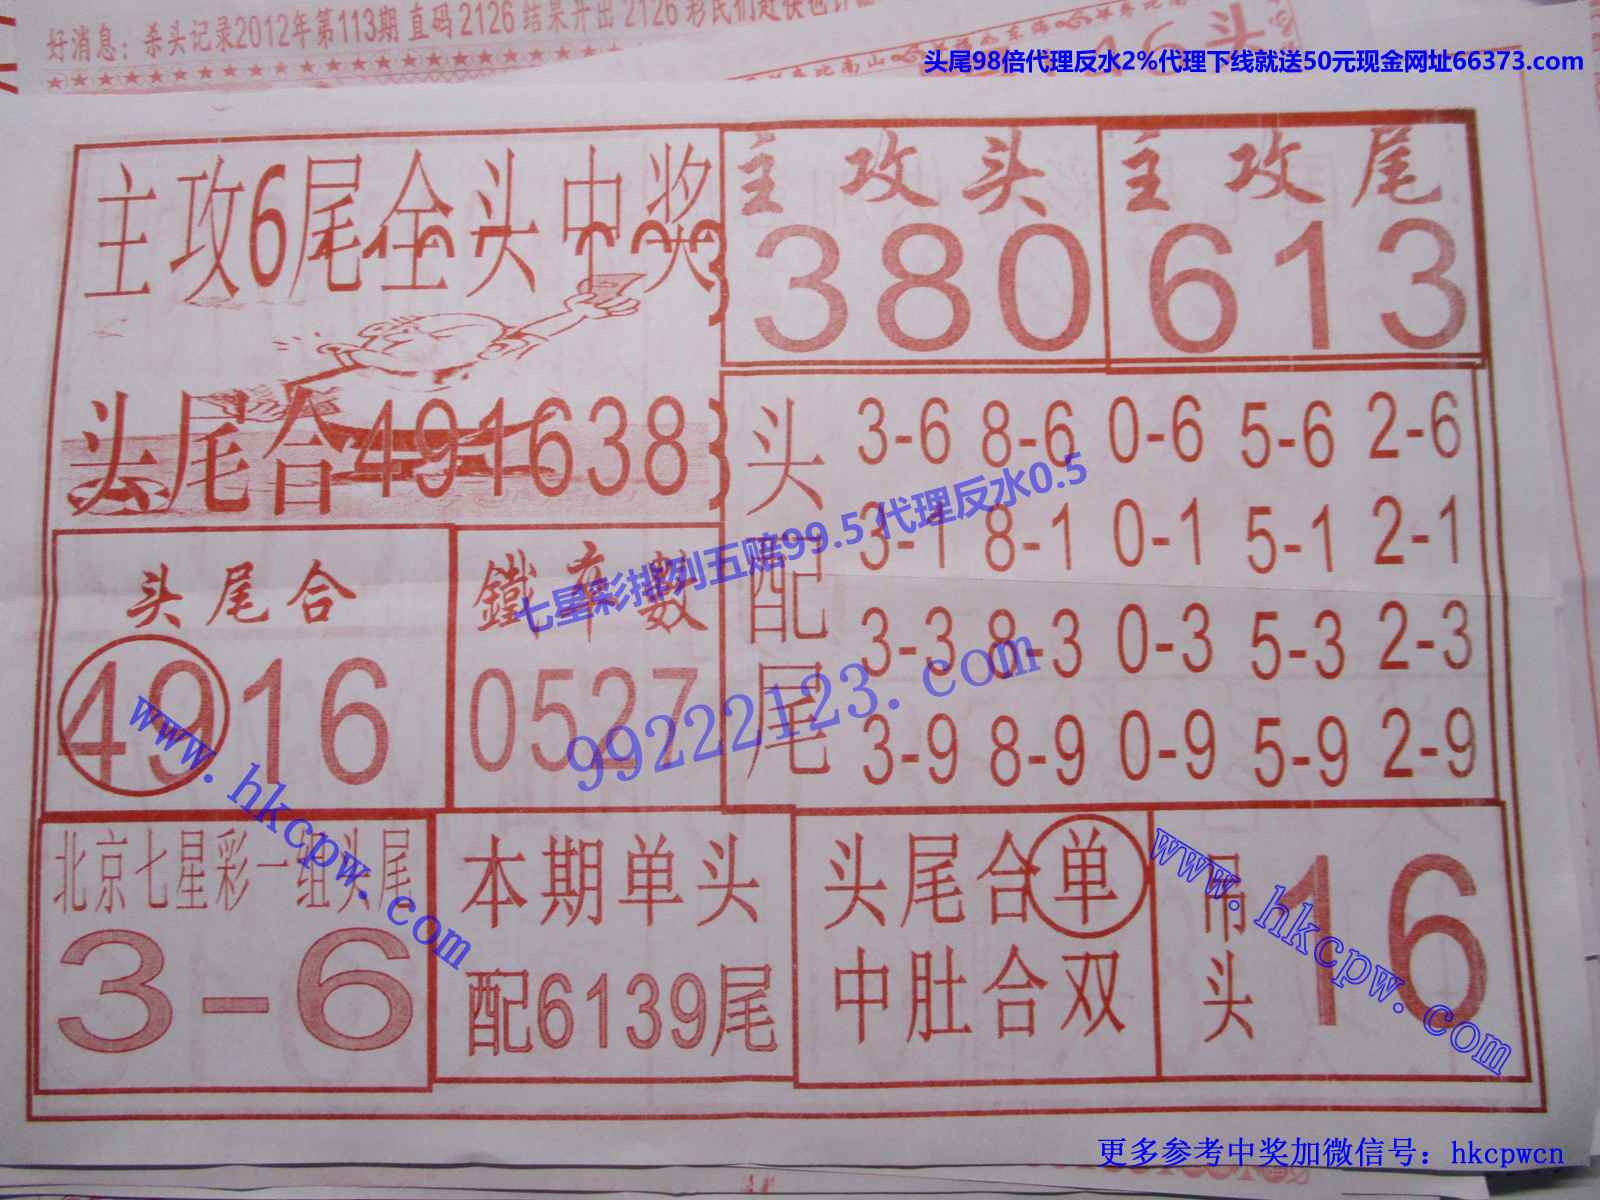 好消息：杀头记录2012年第113期 直码 2126 结果开出 2126 彩民们赶快
16头
头尾98倍代理反水2%代理下线就送50元现金网址66373.com
主攻6尾全头中奖
主攻头
380
主攻尾
613
头尾合491638
头配尾
3-6 8-6 0-6 5-6 2-6
3-1 8-1 0-1 5-1 2-1
3-3 8-3 0-3 5-3 2-3
3-9 8-9 0-9 5-9 2-9
七星彩排列五赔99.5 代理反水0.5
99222123.com
头尾合
4916
鐵率數
0527
www.hkcpw.com
北京七星彩一组头尾
3-6
本期单头
配6139尾
头尾合单
中肚合双
吊头
16
www.hkcpw.com
更多参考中奖加微信号：hkcpwcn